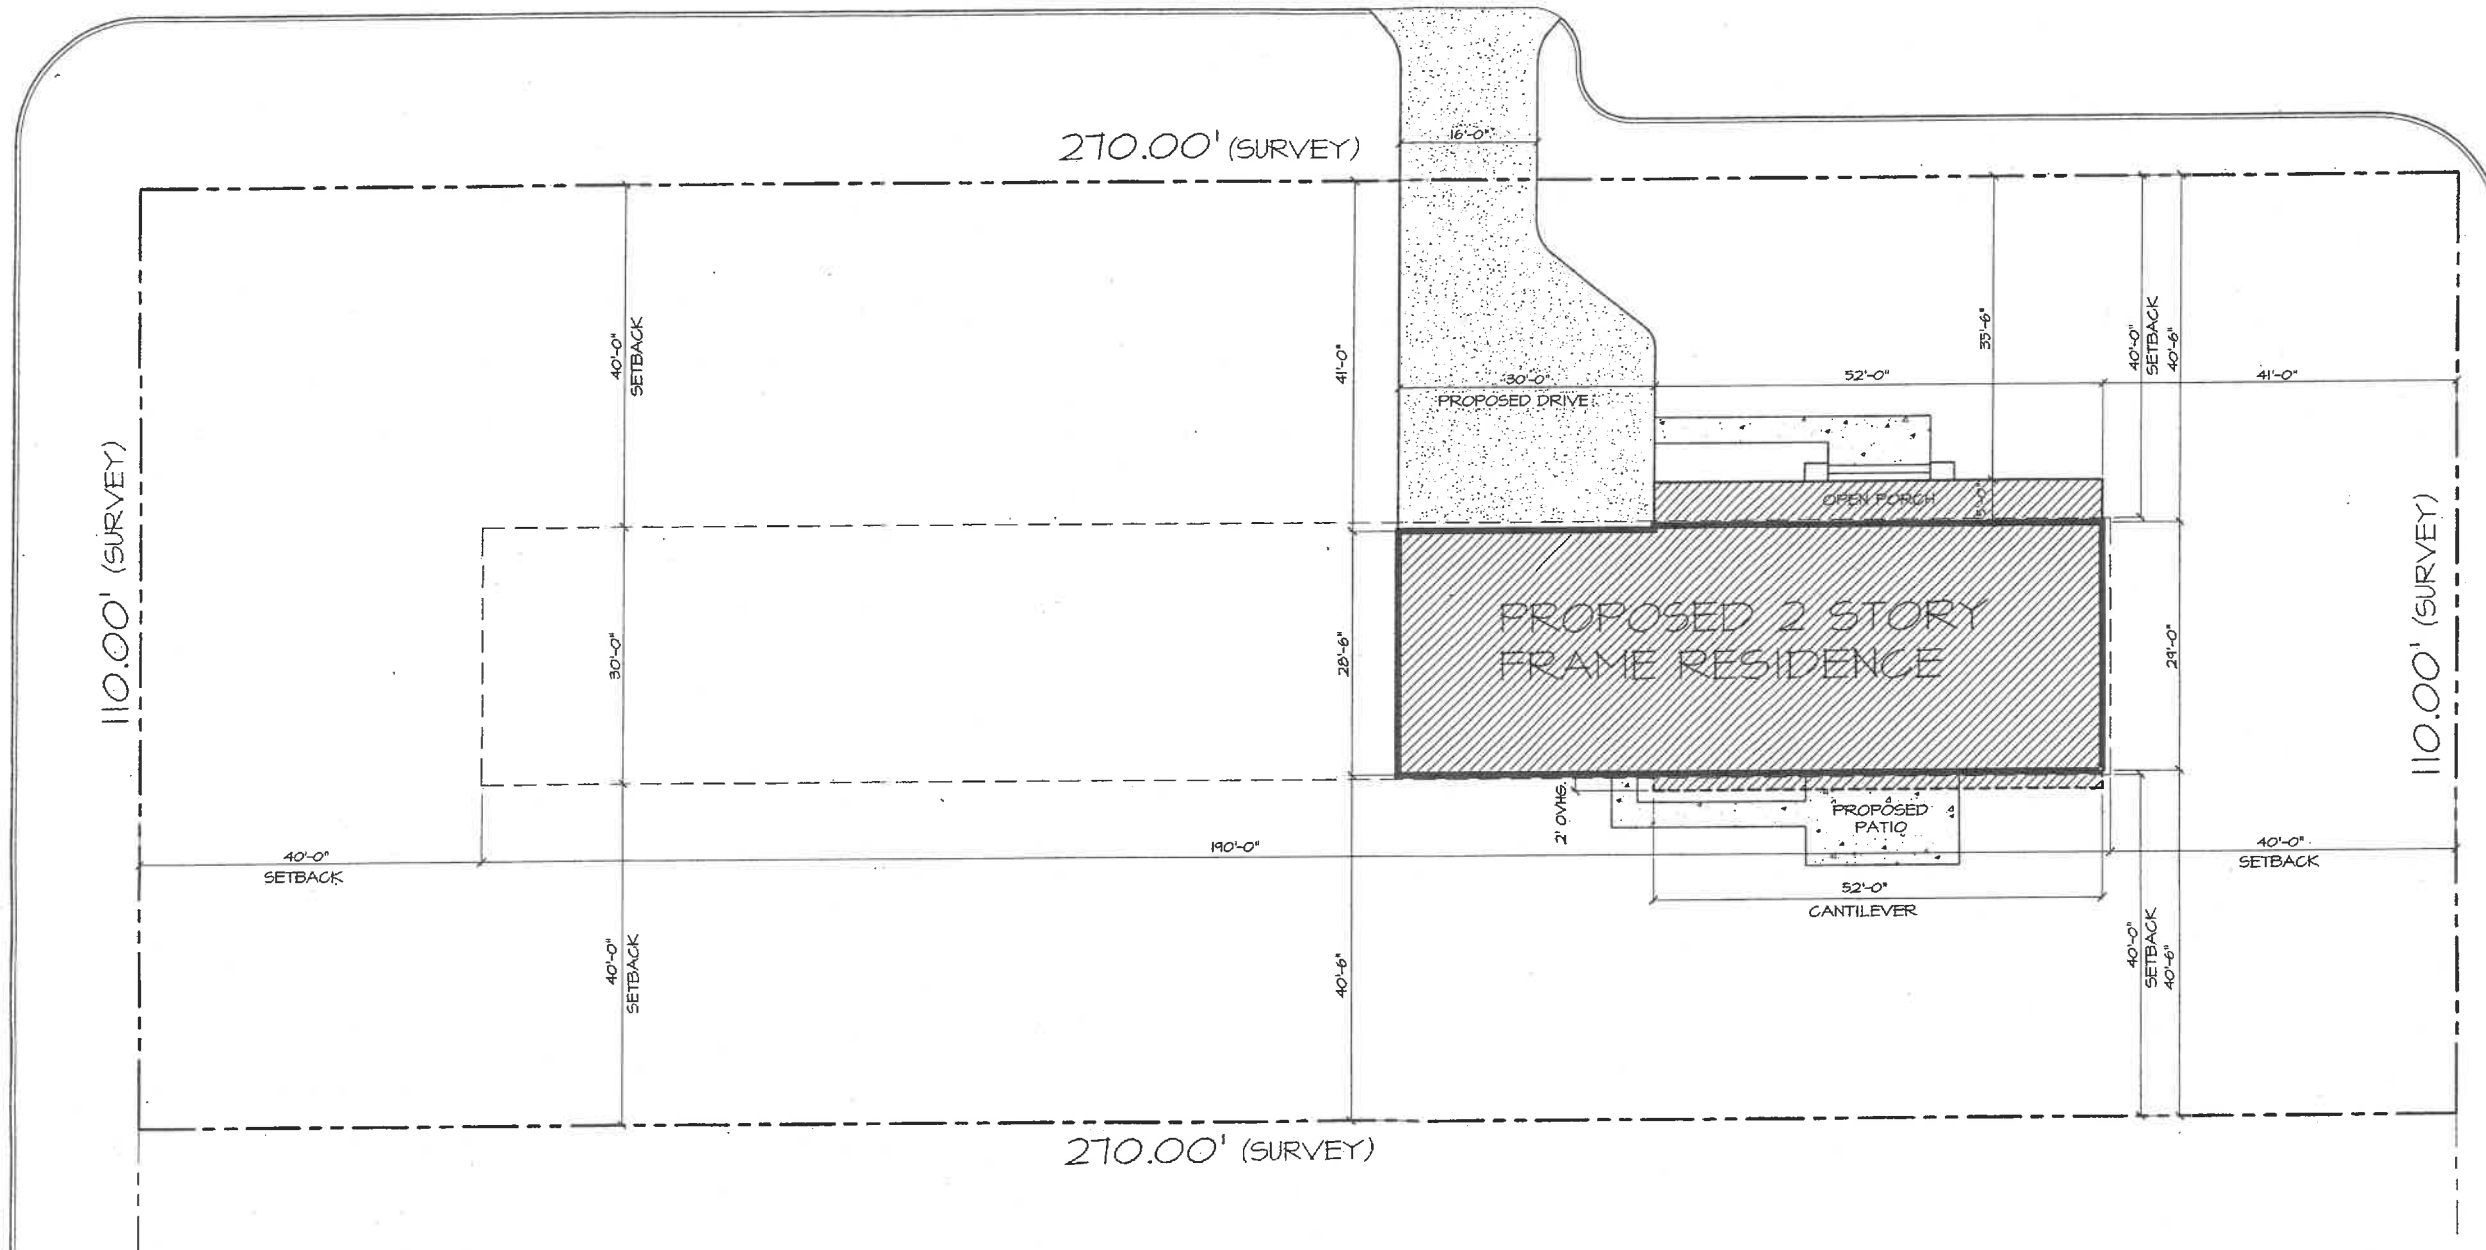 270.00' (SURVEY)
16'-0"
40'-0"
SETBACK
41'-0"
35'-6"
40'-0"
SETBACK
40'-6"
30'-0"
PROPOSED DRIVE
52'-0"
41'-0"
110.00' (SURVEY)
OPEN PORCH
5'-0"
110.00' (SURVEY)
30'-0"
28'-6"
PROPOSED 2 STORY
FRAME RESIDENCE
29'-0"
2' OVHG.
PROPOSED
PATIO
40'-0"
SETBACK
190'-0"
40'-0"
SETBACK
52'-0"
CANTILEVER
40'-0"
SETBACK
40'-6"
40'-0"
SETBACK
40'-6"
270.00' (SURVEY)